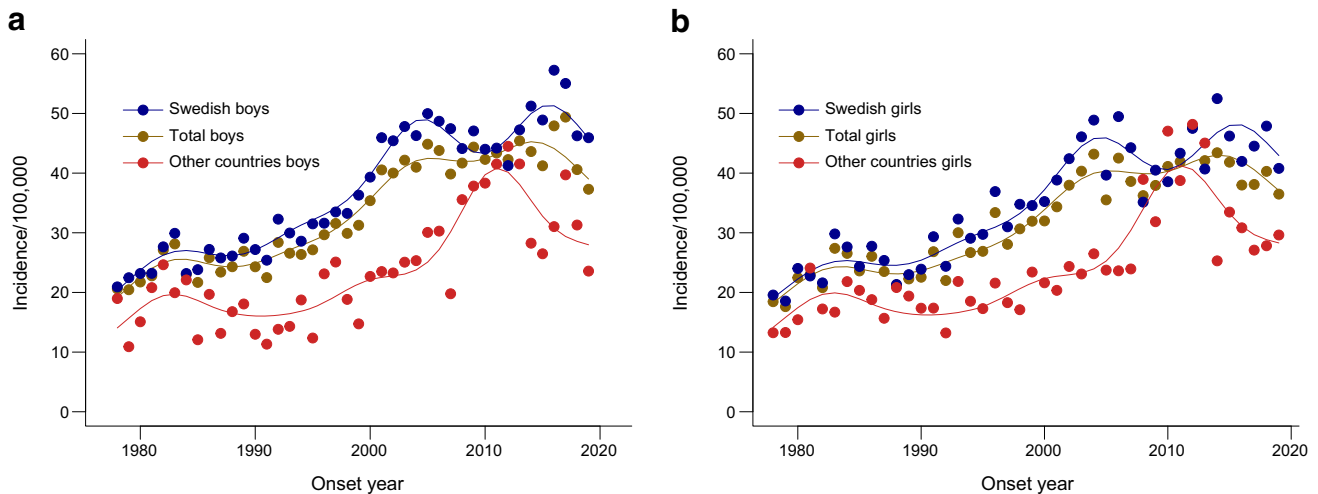 a
60
50
40
30
20
10
0
Incidence/100,000
Swedish boys
Total boys
Other countries boys
1980 1990 2000 2010 2020
Onset year
b
60
50
40
30
20
10
0
Incidence/100,000
Swedish girls
Total girls
Other countries girls
1980 1990 2000 2010 2020
Onset year